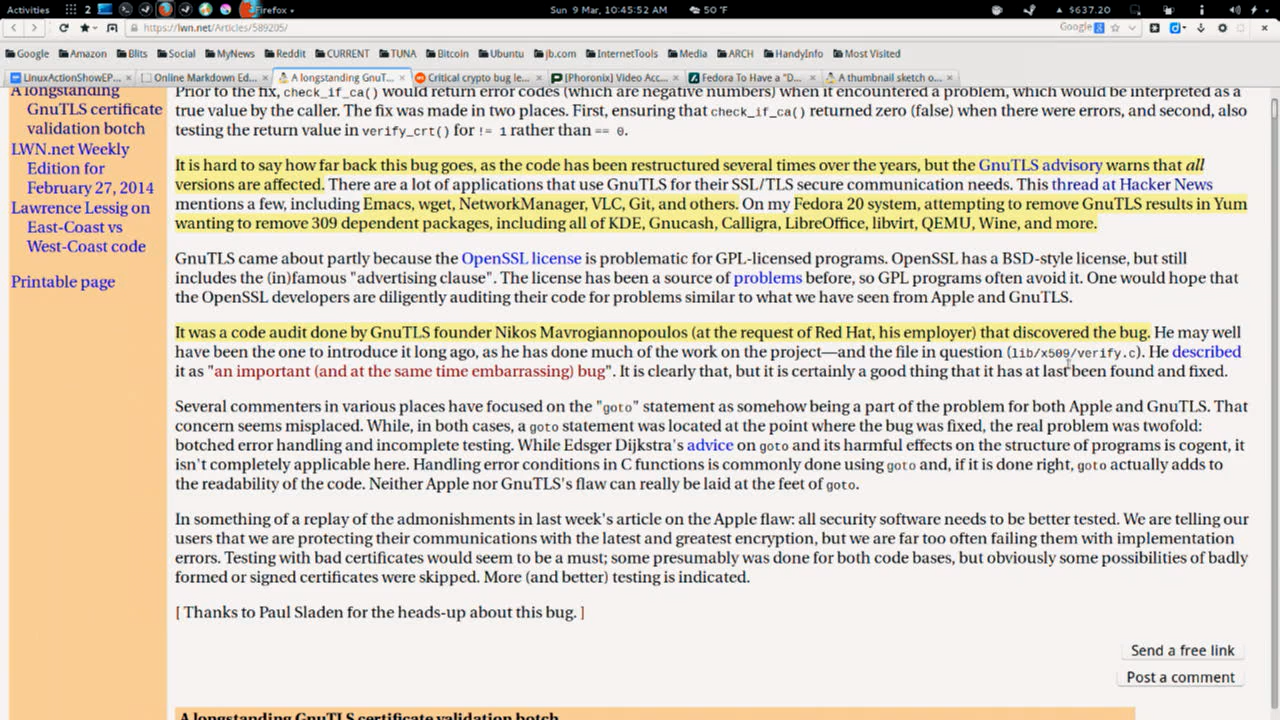 Activities 2 Firefox Sun 9 Mar, 10:45:52 AM 50 °F $637.20
https://lwn.net/Articles/589205/ Google
Google Amazon Blits Social MyNews Reddit CURRENT TUNA Bitcoin Ubuntu jb.com InternetTools Media ARCH HandyInfo Most Visited
LinuxActionShowEP... Online Markdown Ed... A longstanding GnuT... Critical crypto bug le... [Phoronix] Video Acc... Fedora To Have a "D... A thumbnail sketch o...
A longstanding
GnuTLS certificate
validation botch
LWN.net Weekly
Edition for
February 27, 2014
Lawrence Lessig on
East-Coast vs
West-Coast code
Printable page
Prior to the fix, check_if_ca() would return error codes (which are negative numbers) when it encountered a problem, which would be interpreted as a
true value by the caller. The fix was made in two places. First, ensuring that check_if_ca() returned zero (false) when there were errors, and second, also
testing the return value in verify_crt() for != 1 rather than == 0.
It is hard to say how far back this bug goes, as the code has been restructured several times over the years, but the GnuTLS advisory warns that all
versions are affected. There are a lot of applications that use GnuTLS for their SSL/TLS secure communication needs. This thread at Hacker News
mentions a few, including Emacs, wget, NetworkManager, VLC, Git, and others. On my Fedora 20 system, attempting to remove GnuTLS results in Yum
wanting to remove 309 dependent packages, including all of KDE, Gnucash, Calligra, LibreOffice, libvirt, QEMU, Wine, and more.
GnuTLS came about partly because the OpenSSL license is problematic for GPL-licensed programs. OpenSSL has a BSD-style license, but still
includes the (in)famous "advertising clause". The license has been a source of problems before, so GPL programs often avoid it. One would hope that
the OpenSSL developers are diligently auditing their code for problems similar to what we have seen from Apple and GnuTLS.
It was a code audit done by GnuTLS founder Nikos Mavrogiannopoulos (at the request of Red Hat, his employer) that discovered the bug. He may well
have been the one to introduce it long ago, as he has done much of the work on the project—and the file in question (lib/x509/verify.c). He described
it as "an important (and at the same time embarrassing) bug". It is clearly that, but it is certainly a good thing that it has at last been found and fixed.
Several commenters in various places have focused on the "goto" statement as somehow being a part of the problem for both Apple and GnuTLS. That
concern seems misplaced. While, in both cases, a goto statement was located at the point where the bug was fixed, the real problem was twofold:
botched error handling and incomplete testing. While Edsger Dijkstra's advice on goto and its harmful effects on the structure of programs is cogent, it
isn't completely applicable here. Handling error conditions in C functions is commonly done using goto and, if it is done right, goto actually adds to
the readability of the code. Neither Apple nor GnuTLS's flaw can really be laid at the feet of goto.
In something of a replay of the admonishments in last week's article on the Apple flaw: all security software needs to be better tested. We are telling our
users that we are protecting their communications with the latest and greatest encryption, but we are far too often failing them with implementation
errors. Testing with bad certificates would seem to be a must; some presumably was done for both code bases, but obviously some possibilities of badly
formed or signed certificates were skipped. More (and better) testing is indicated.
[ Thanks to Paul Sladen for the heads-up about this bug. ]
Send a free link
Post a comment
A longstanding GnuTLS certificate validation botch